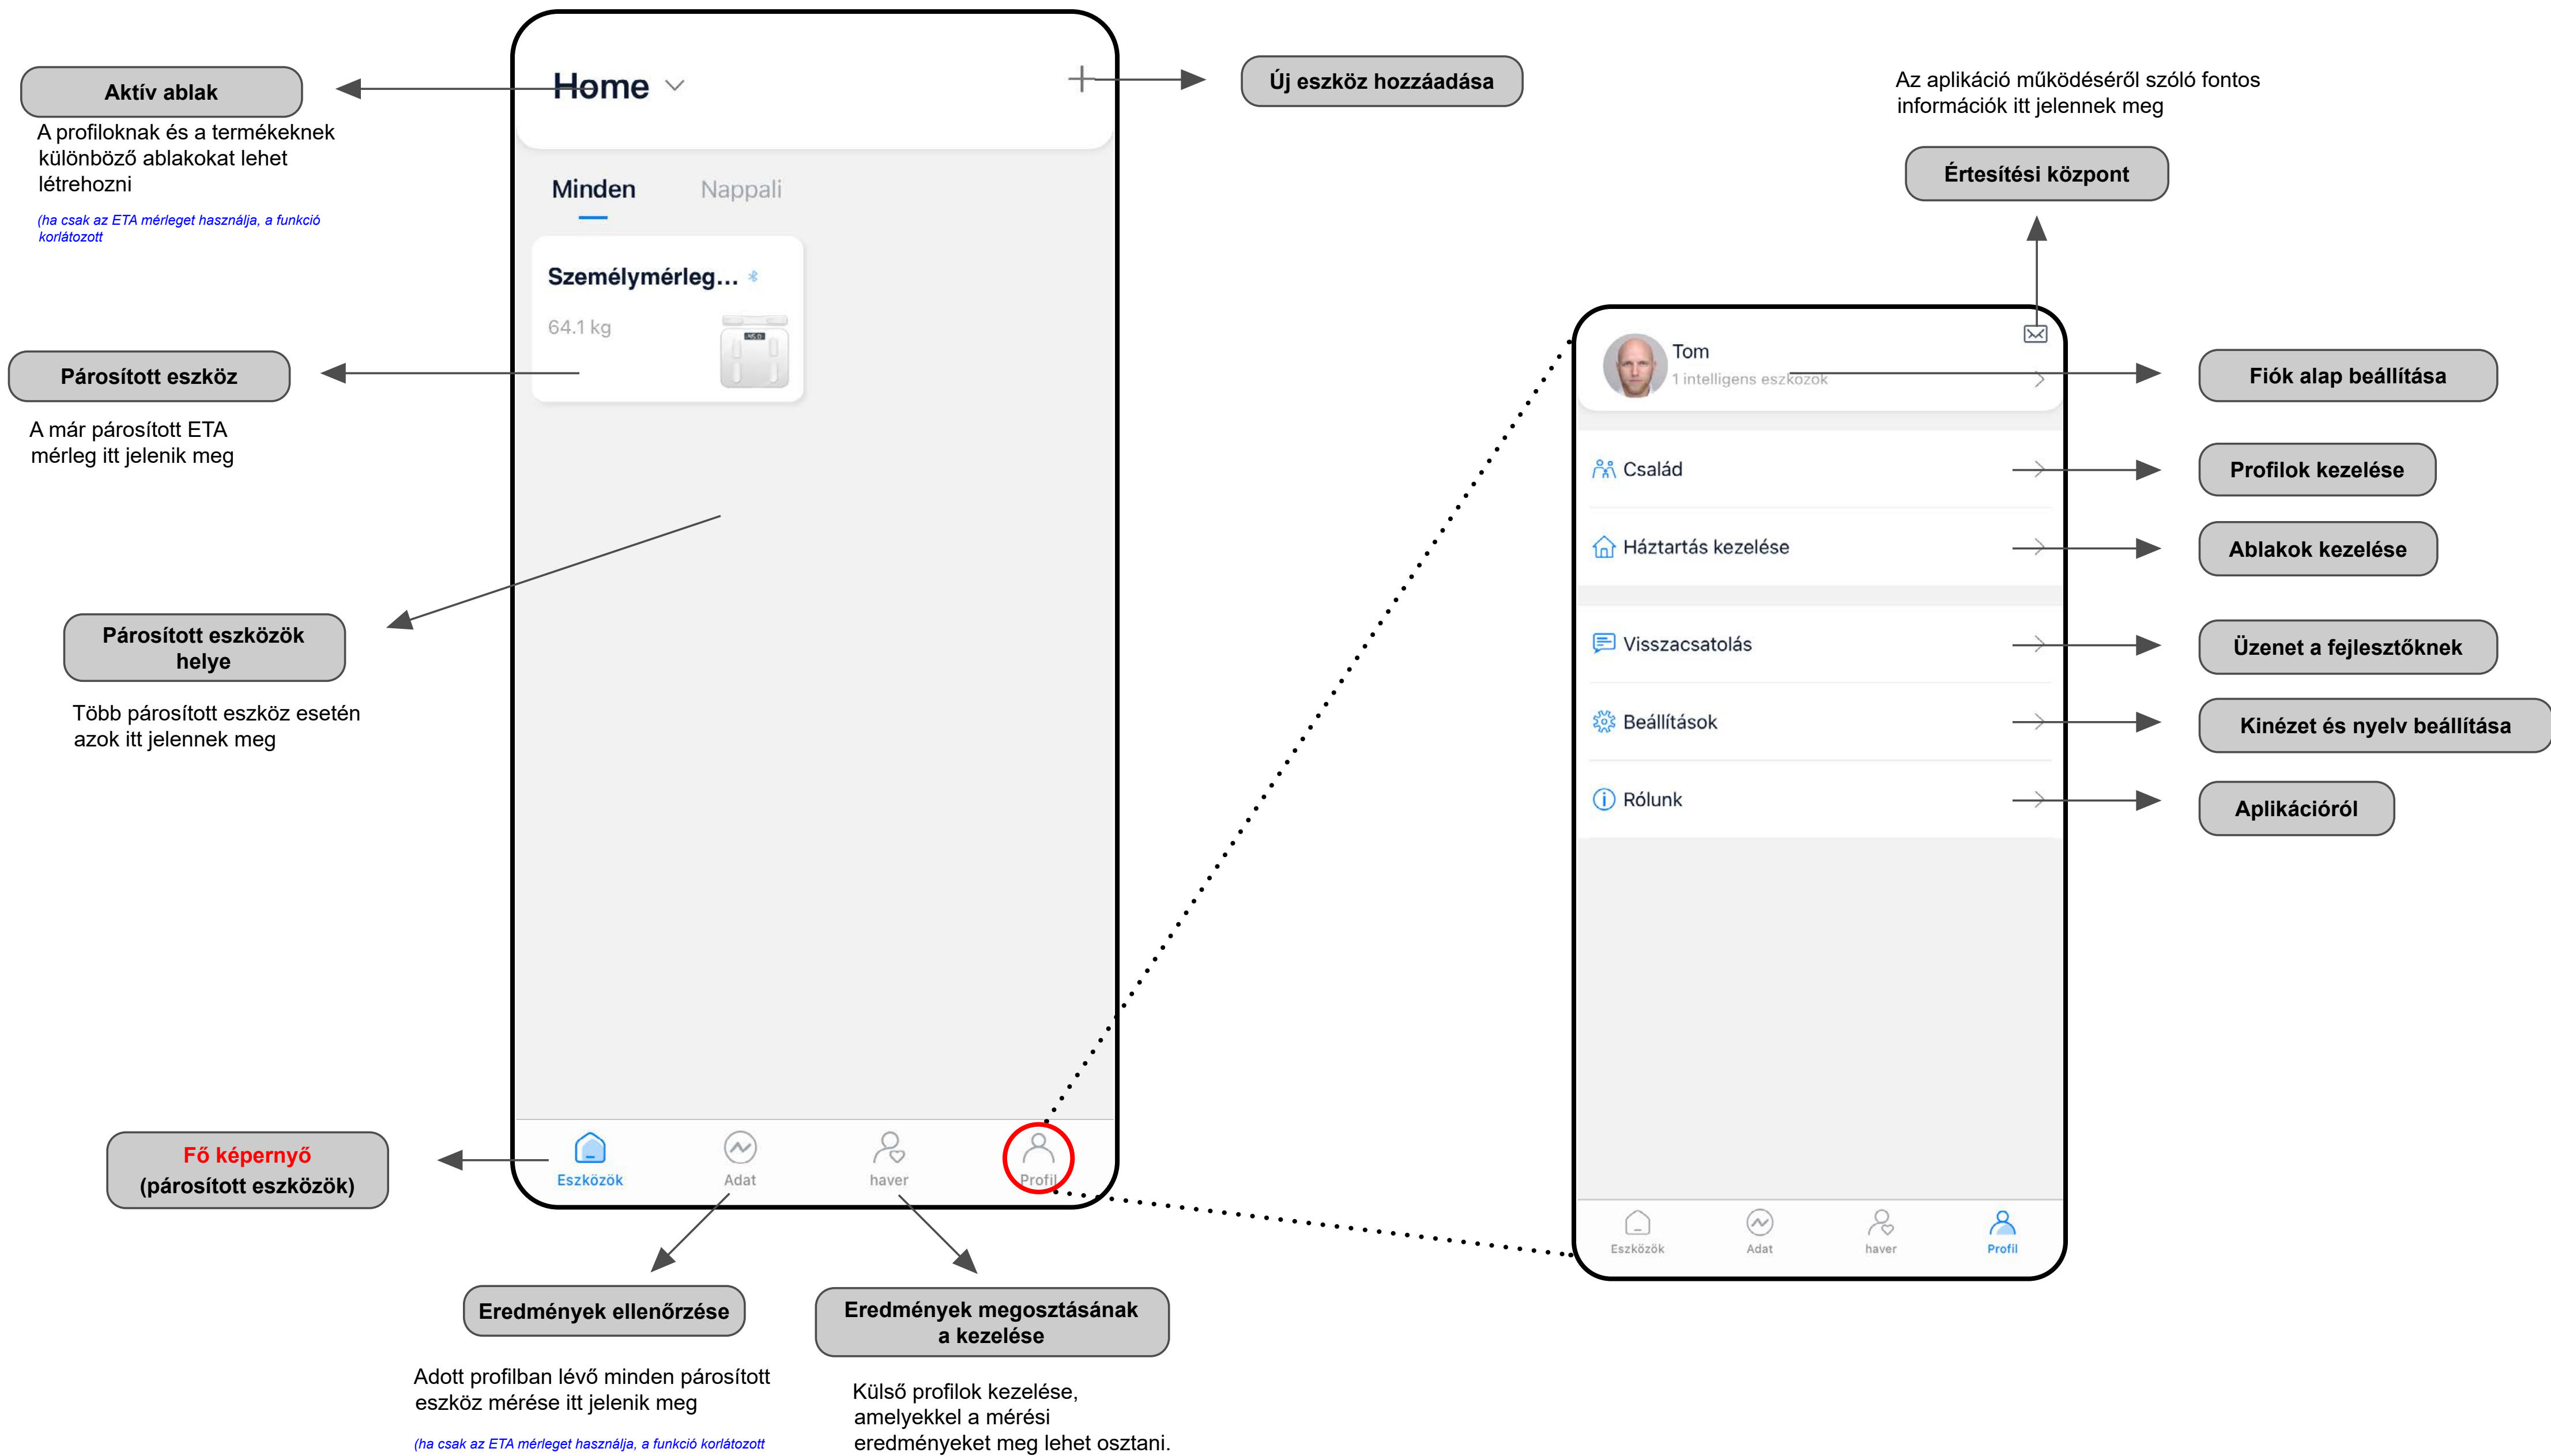 Aktív ablak
A profiloknak és a termékeknek
különböző ablakokat lehet
létrehozni
(ha csak az ETA mérleget használja, a funkció
korlátozott
Párosított eszköz
A már párosított ETA
mérleg itt jelenik meg
Párosított eszközök
helye
Több párosított eszköz esetén
azok itt jelennek meg
Fő képernyő
(párosított eszközök)
Home
Minden
Nappali
Személymérleg...
64.1 kg
Eszközök
Adat
haver
Profil
Új eszköz hozzáadása
Eredmények ellenőrzése
Adott profilban lévő minden párosított
eszköz mérése itt jelenik meg
(ha csak az ETA mérleget használja, a funkció korlátozott
Eredmények megosztásának
a kezelése
Külső profilok kezelése,
amelyekkel a mérési
eredményeket meg lehet osztani.
Az aplikáció működéséről szóló fontos
információk itt jelennek meg
Értesítési központ
Tom
1 intelligens eszközök
Család
Háztartás kezelése
Visszacsatolás
Beállítások
Rólunk
Eszközök
Adat
haver
Profil
Fiók alap beállítása
Profilok kezelése
Ablakok kezelése
Üzenet a fejlesztőknek
Kinézet és nyelv beállítása
Aplikációról